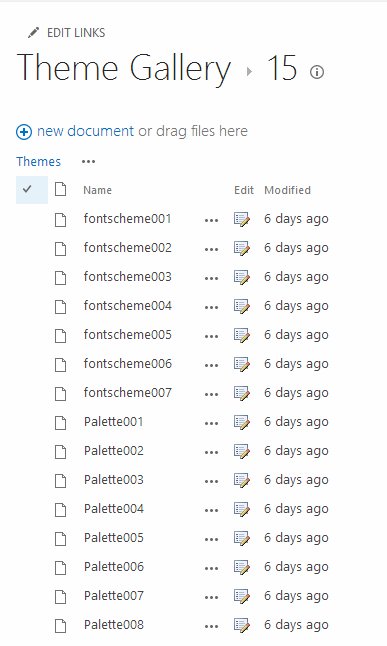 EDIT LINKS
Theme Gallery ▸ 15
new document or drag files here
Themes ...
Name Edit Modified
fontscheme001 ... 6 days ago
fontscheme002 ... 6 days ago
fontscheme003 ... 6 days ago
fontscheme004 ... 6 days ago
fontscheme005 ... 6 days ago
fontscheme006 ... 6 days ago
fontscheme007 ... 6 days ago
Palette001 ... 6 days ago
Palette002 ... 6 days ago
Palette003 ... 6 days ago
Palette004 ... 6 days ago
Palette005 ... 6 days ago
Palette006 ... 6 days ago
Palette007 ... 6 days ago
Palette008 ... 6 days ago